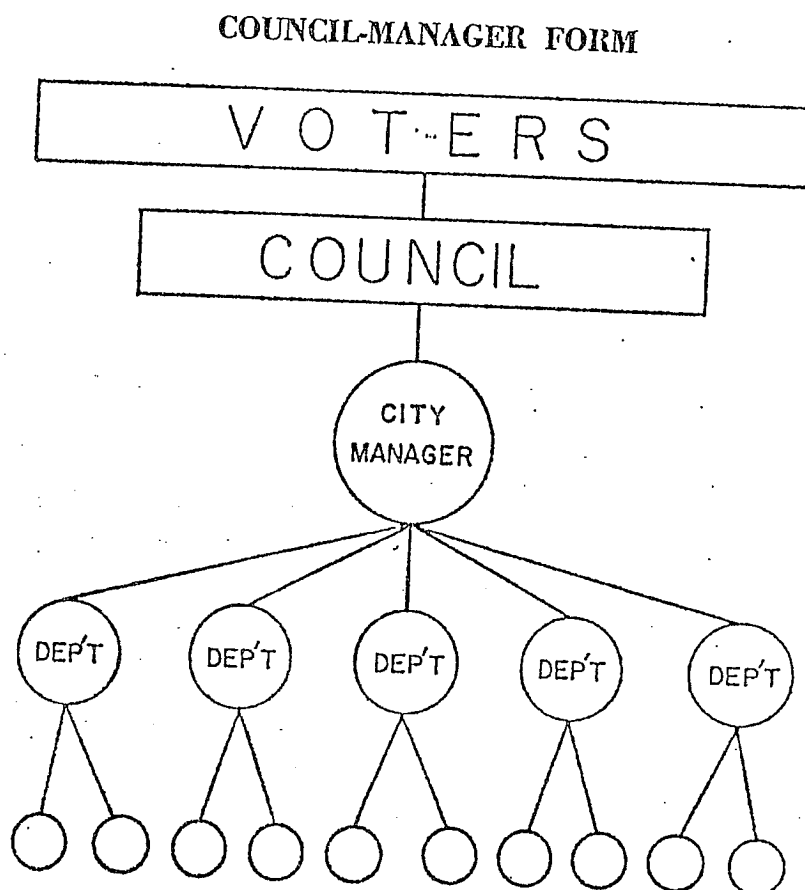 COUNCIL-MANAGER FORM
VOTERS
COUNCIL
CITY
MANAGER
DEP'T DEP'T DEP'T DEP'T DEP'T